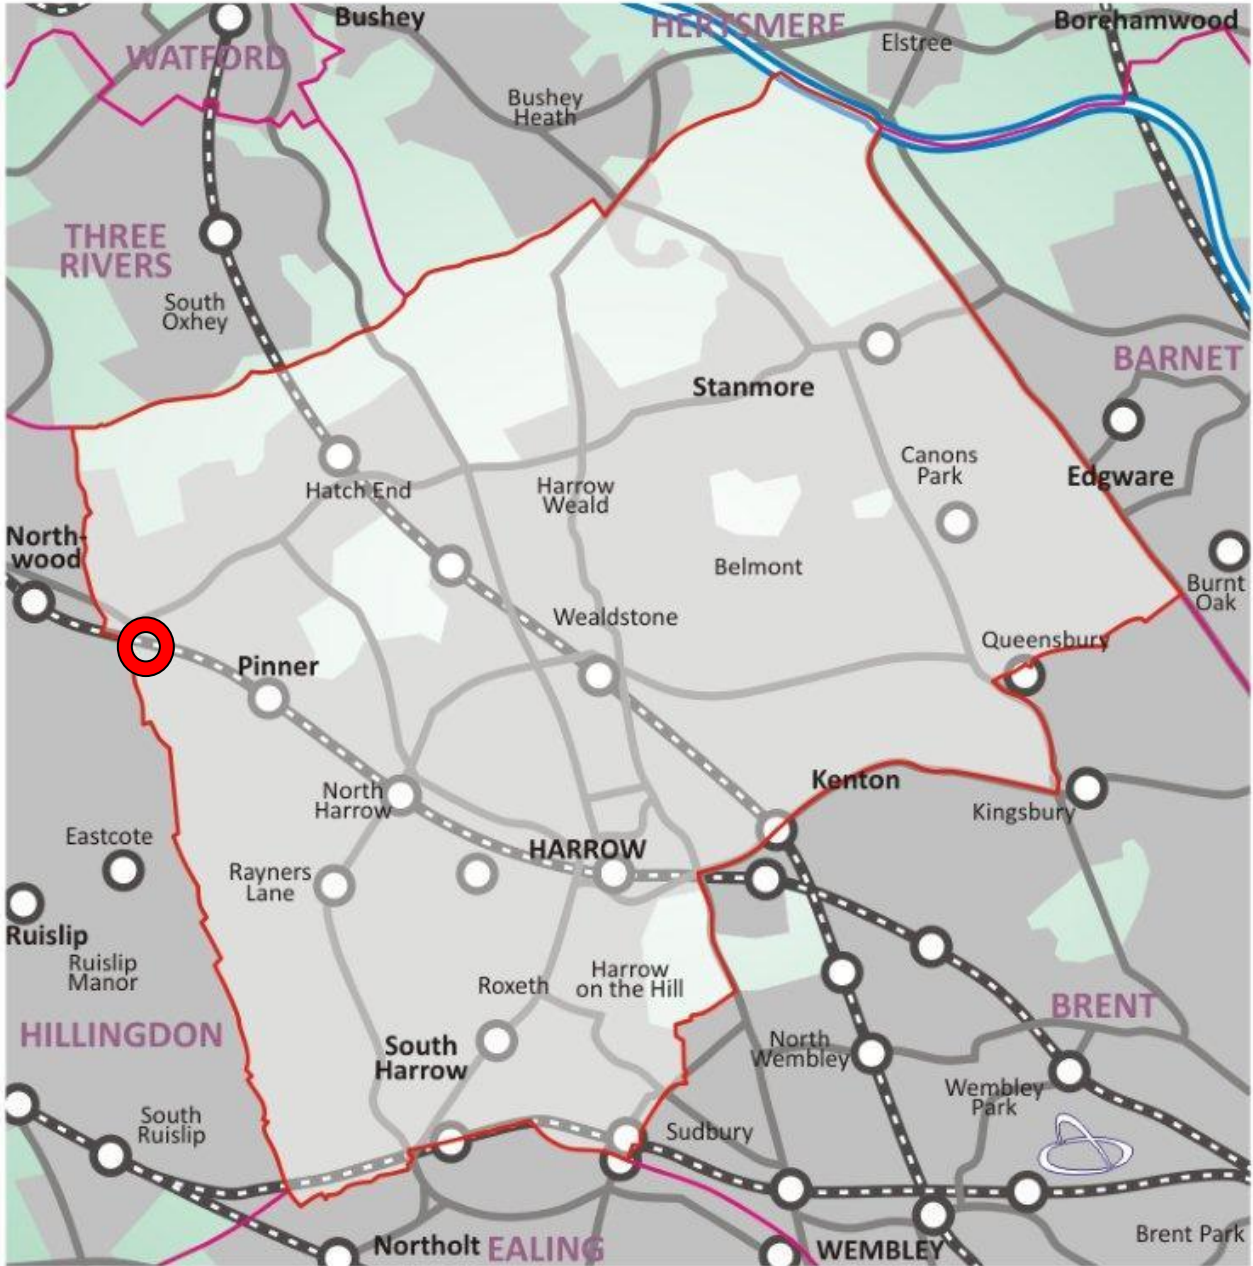 Bushey
HERTSMERE
Borehamwood
WATFORD
Elstree
Bushey
Heath
THREE
RIVERS
South
Oxhey
BARNET
Stanmore
Canons
Park
Edgware
Hatch End
Harrow
Weald
North-
wood
Belmont
Burnt
Oak
Wealdstone
Queensbury
Pinner
Kenton
North
Harrow
Kingsbury
Eastcote
HARROW
Rayners
Lane
Ruislip
Ruislip
Manor
Harrow
on the Hill
Roxeth
BRENT
HILLINGDON
South
Harrow
North
Wembley
Wembley
Park
South
Ruislip
Sudbury
Brent Park
Northolt
EALING
WEMBLEY